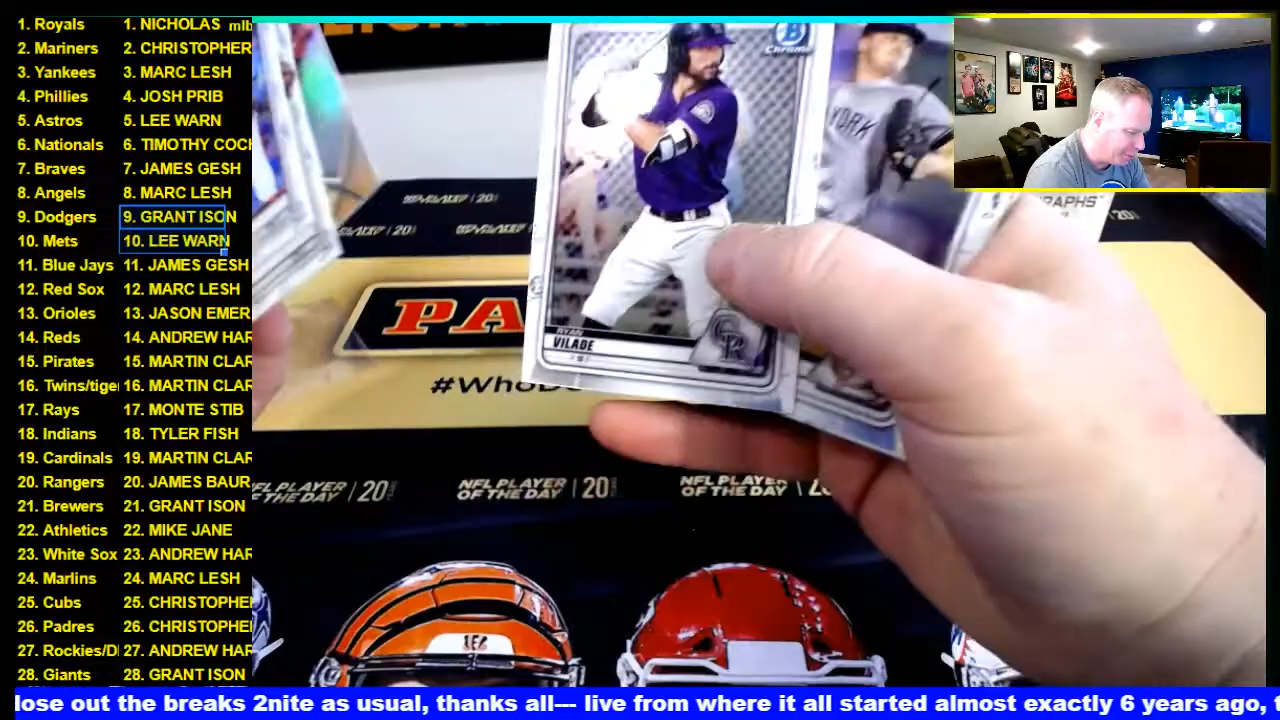 1. Royals 1. NICHOLAS mlb
2. Mariners 2. CHRISTOPHER
3. Yankees 3. MARC LESH
4. Phillies 4. JOSH PRIB
5. Astros 5. LEE WARN
6. Nationals 6. TIMOTHY COCH
7. Braves 7. JAMES GESH
8. Angels 8. MARC LESH
9. Dodgers 9. GRANT ISON
10. Mets 10. LEE WARN
11. Blue Jays 11. JAMES GESH
12. Red Sox 12. MARC LESH
13. Orioles 13. JASON EMER
14. Reds 14. ANDREW HAR
15. Pirates 15. MARTIN CLAR
16. Twins/tige 16. MARTIN CLAR
17. Rays 17. MONTE STIB
18. Indians 18. TYLER FISH
19. Cardinals 19. MARTIN CLAR
20. Rangers 20. JAMES BAUR
21. Brewers 21. GRANT ISON
22. Athletics 22. MIKE JANE
23. White Sox 23. ANDREW HAR
24. Marlins 24. MARC LESH
25. Cubs 25. CHRISTOPHE
26. Padres 26. CHRISTOPHE
27. Rockies/D 27. ANDREW HAR
28. Giants 28. GRANT ISON
B
Chrome
YORK
RYAN
VILADE
CR
PA
#WhoD
NFL PLAYER OF THE DAY | 20
NFL PLAYER OF THE DAY | 20
NFL PLAYER OF THE DAY
lose out the breaks 2nite as usual, thanks all--- live from where it all started almost exactly 6 years ago,